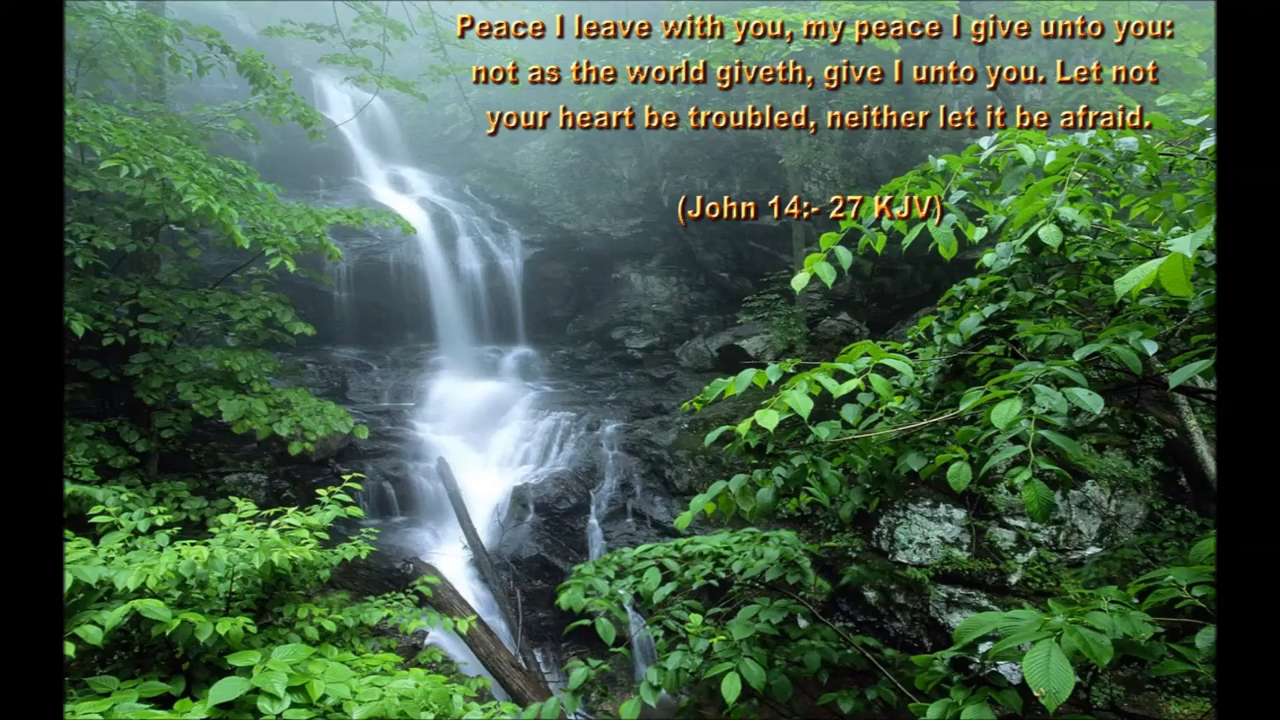 Peace I leave with you, my peace I give unto you:
not as the world giveth, give I unto you. Let not
your heart be troubled, neither let it be afraid.
(John 14:- 27 KJV)